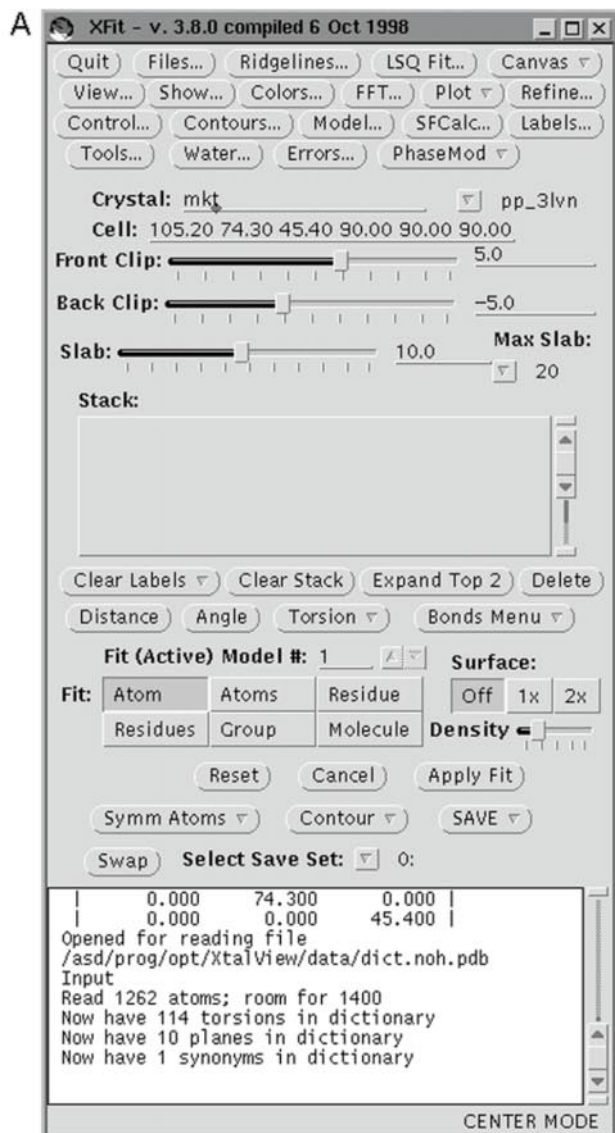 A
XFit - v. 3.8.0 compiled 6 Oct 1998
Quit Files... Ridgelines... LSQ Fit... Canvas
View... Show... Colors... FFT... Plot Refine...
Control... Contours... Model... SFCalc... Labels...
Tools... Water... Errors... PhaseMod
Crystal: mkt pp_3lvn
Cell: 105.20 74.30 45.40 90.00 90.00 90.00
Front Clip: 5.0
Back Clip: -5.0
Max Slab:
Slab: 10.0
20
Stack:
Clear Labels Clear Stack Expand Top 2 Delete
Distance Angle Torsion Bonds Menu
Fit (Active) Model #: 1 Surface:
Fit: Atom Atoms Residue Off 1x 2x
Residues Group Molecule Density
Reset Cancel Apply Fit
Symm Atoms Contour SAVE
Swap Select Save Set: 0:
| 0.000 74.300 0.000 |
| 0.000 0.000 45.400 |
Opened for reading file
/asd/prog/opt/XtalView/data/dict.noh.pdb
Input
Read 1262 atoms; room for 1400
Now have 114 torsions in dictionary
Now have 10 planes in dictionary
Now have 1 synonyms in dictionary
CENTER MODE